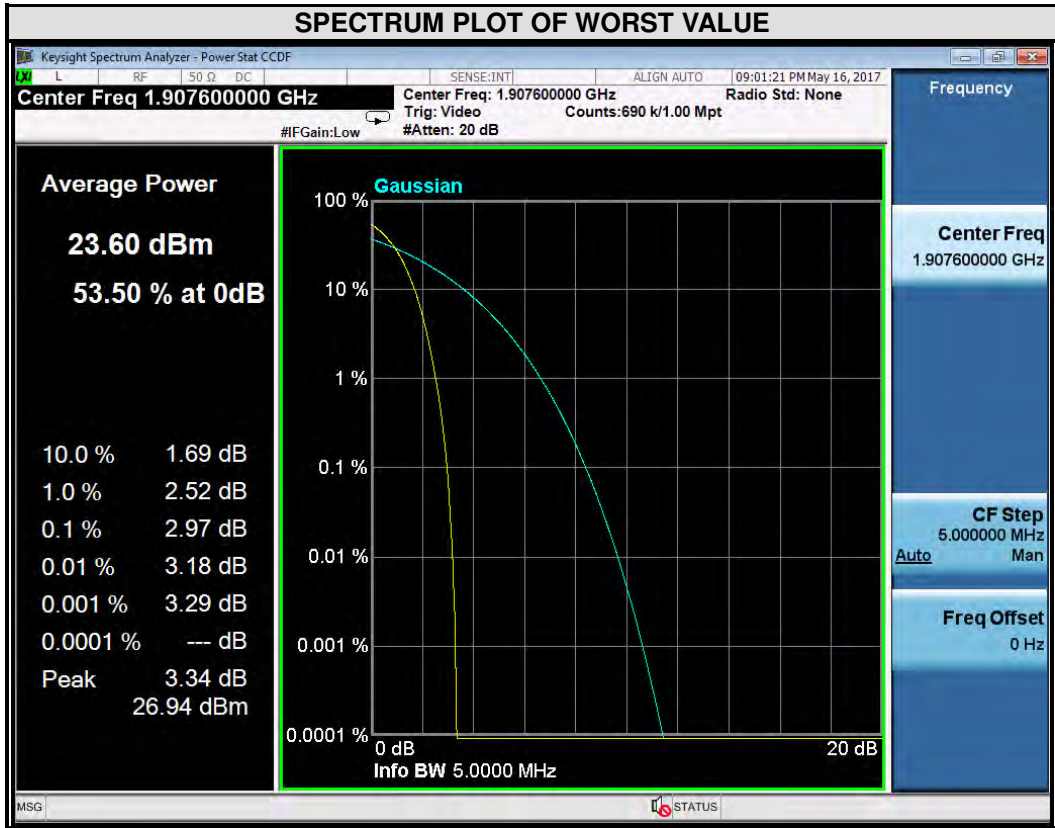 SPECTRUM PLOT OF WORST VALUE
Keysight Spectrum Analyzer - Power Stat CCDF
LXI L RF 50 Ω DC SENSE:INT ALIGN AUTO 09:01:21 PM May 16, 2017
Center Freq 1.907600000 GHz
Center Freq: 1.907600000 GHz Radio Std: None
Trig: Video Counts:690 k/1.00 Mpt
#IFGain:Low #Atten: 20 dB
Average Power
23.60 dBm
53.50 % at 0dB
10.0 % 1.69 dB
1.0 % 2.52 dB
0.1 % 2.97 dB
0.01 % 3.18 dB
0.001 % 3.29 dB
0.0001 % --- dB
Peak 3.34 dB
26.94 dBm
Gaussian
100 %
10 %
1 %
0.1 %
0.01 %
0.001 %
0.0001 %
0 dB 20 dB
Info BW 5.0000 MHz
Frequency
Center Freq
1.907600000 GHz
CF Step
5.000000 MHz
Auto Man
Freq Offset
0 Hz
MSG STATUS